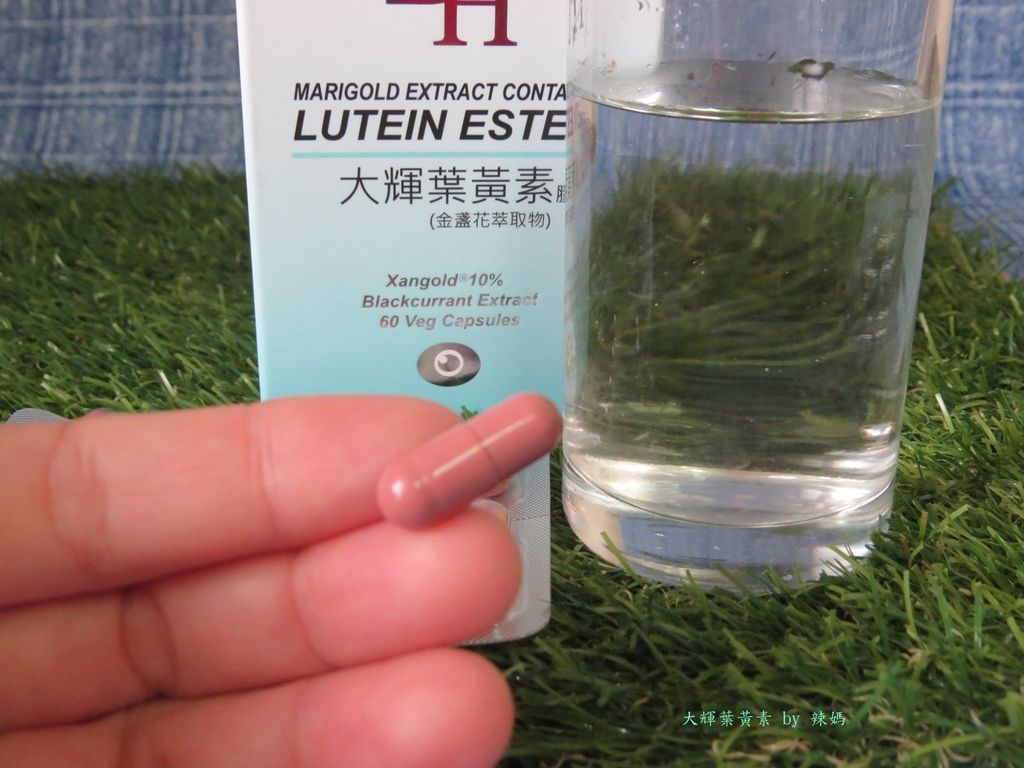 H
MARIGOLD EXTRACT CONTA
LUTEIN ESTE
大輝葉黃素
(金盞花萃取物)
Xangold®10%
Blackcurrant Extract
60 Veg Capsules
大輝葉黃素 by 辣媽